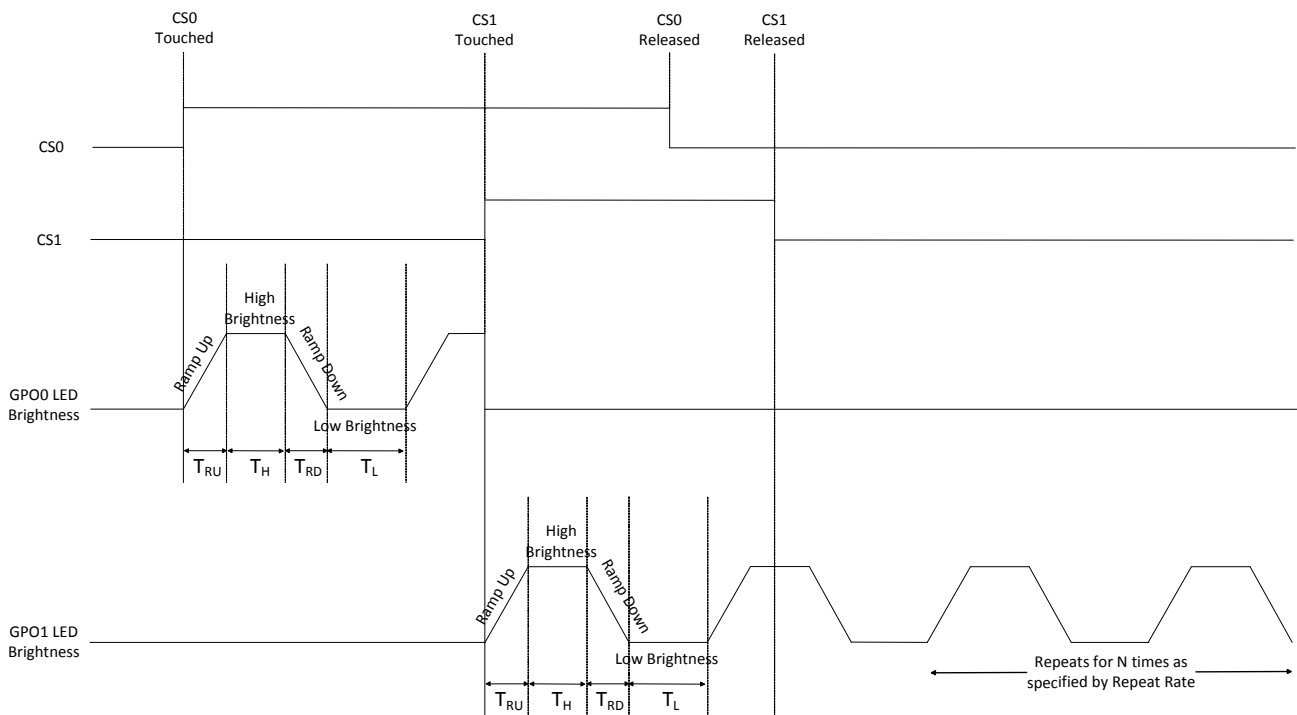 CS0
Touched
CS1
Touched
CS0
Released
CS1
Released
CS0
CS1
High
Brightness
Ramp Up
Ramp Down
GPO0 LED
Brightness
Low Brightness
TRU
TH
TRD
TL
High
Brightness
Ramp Up
Ramp Down
GPO1 LED
Brightness
Low Brightness
Repeats for N times as
specified by Repeat Rate
TRU
TH
TRD
TL